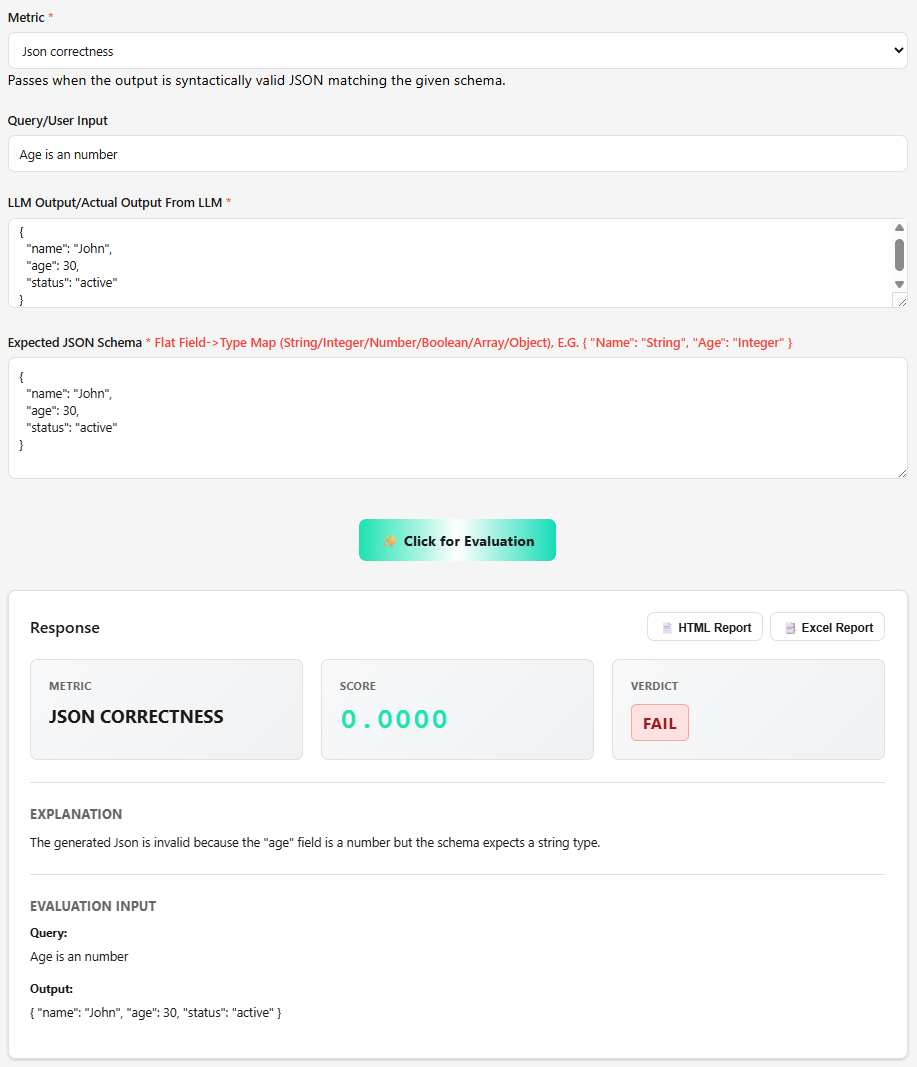 Metric *
Json correctness
Passes when the output is syntactically valid JSON matching the given schema.
Query/User Input
Age is an number
LLM Output/Actual Output From LLM *
{
"name": "John",
"age": 30,
"status": "active"
}
Expected JSON Schema * Flat Field->Type Map (String/Integer/Number/Boolean/Array/Object), E.G. { "Name": "String", "Age": "Integer" }
{
"name": "John",
"age": 30,
"status": "active"
}
Click for Evaluation
Response
HTML Report
Excel Report
METRIC
JSON CORRECTNESS
SCORE
0.0000
VERDICT
FAIL
EXPLANATION
The generated Json is invalid because the "age" field is a number but the schema expects a string type.
EVALUATION INPUT
Query:
Age is an number
Output:
{ "name": "John", "age": 30, "status": "active" }